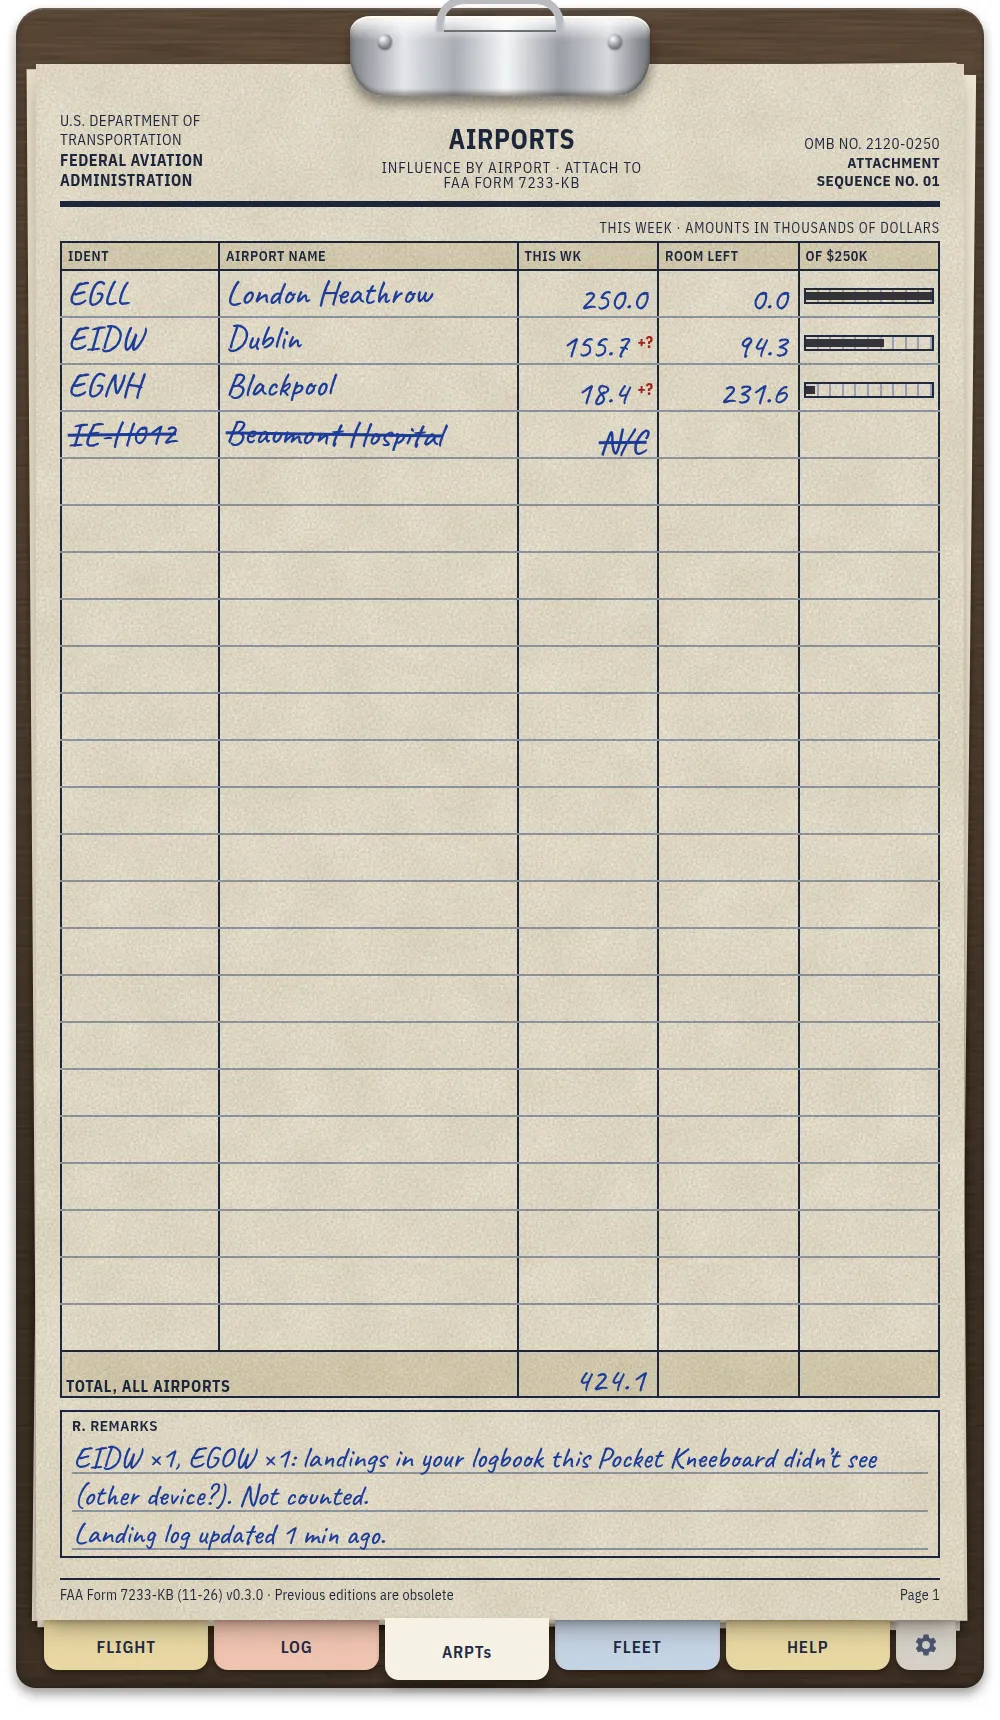 U.S. DEPARTMENT OF
TRANSPORTATION
FEDERAL AVIATION
ADMINISTRATION
AIRPORTS
INFLUENCE BY AIRPORT · ATTACH TO
FAA FORM 7233-KB
OMB NO. 2120-0250
ATTACHMENT
SEQUENCE NO. 01
THIS WEEK · AMOUNTS IN THOUSANDS OF DOLLARS
IDENT AIRPORT NAME THIS WK ROOM LEFT OF $250K
EGLL London Heathrow 250.0 0.0
EIDW Dublin 155.7 +? 94.3
EGNH Blackpool 18.4 +? 231.6
IE-H012 Beaumont Hospital N/C
TOTAL, ALL AIRPORTS 424.1
R. REMARKS
EIDW ×1, EGOW ×1: landings in your logbook this Pocket Kneeboard didn't see
(other device?). Not counted.
Landing log updated 1 min ago.
FAA Form 7233-KB (11-26) v0.3.0 · Previous editions are obsolete Page 1
FLIGHT LOG ARPTs FLEET HELP